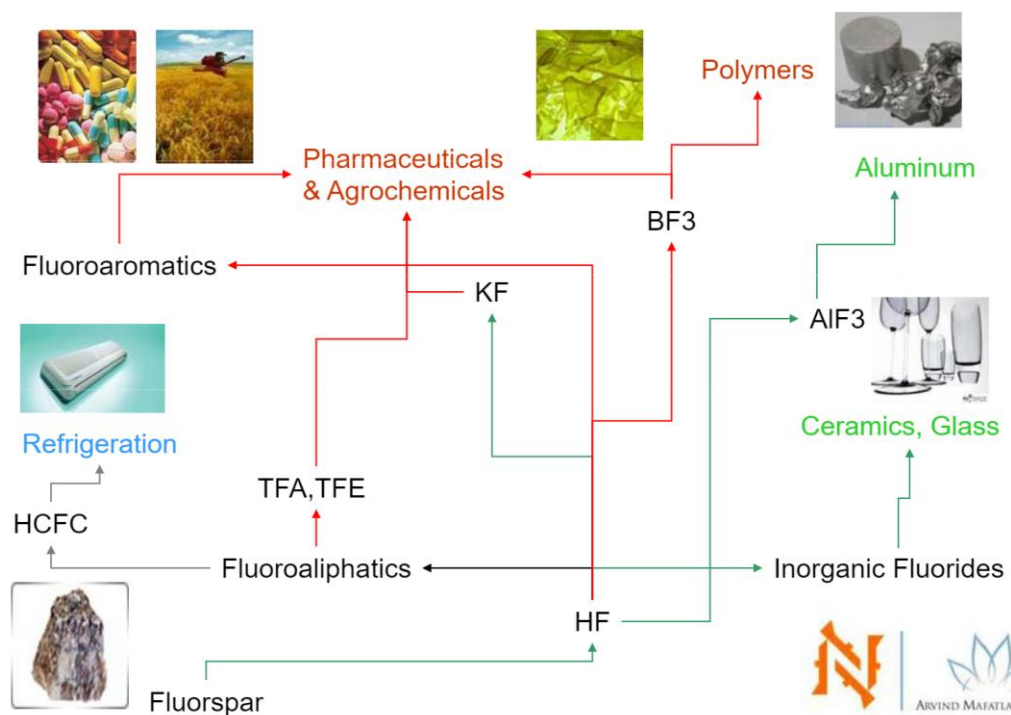 Polymers
Pharmaceuticals
& Agrochemicals
Aluminum
BF3
Fluoroaromatics
KF
AlF3
Ceramics, Glass
Refrigeration
TFA,TFE
HCFC
Fluoroaliphatics
Inorganic Fluorides
HF
Fluorspar
ARVIND MAFATLA